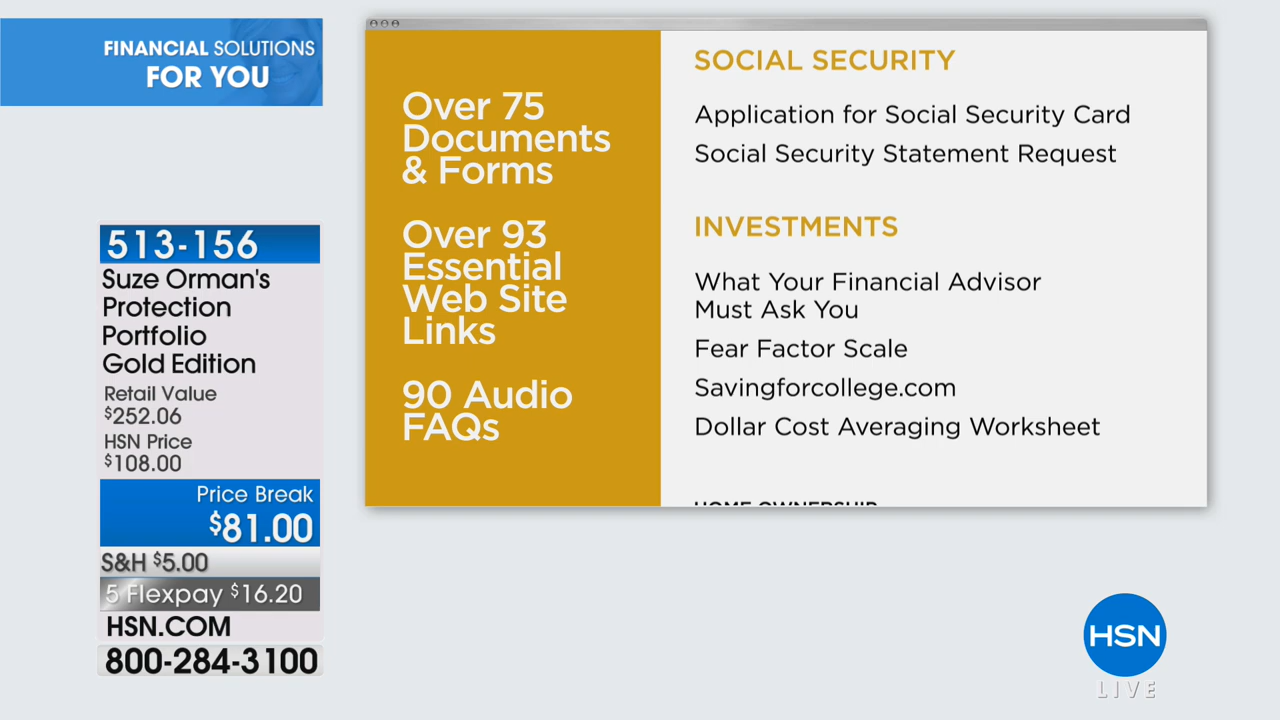 FINANCIAL SOLUTIONS
FOR YOU
513-156
Suze Orman's
Protection
Portfolio
Gold Edition
Retail Value
$252.06
HSN Price
$108.00
Price Break
$81.00
S&H $5.00
5 Flexpay $16.20
HSN.COM
800-284-3100
Over 75
Documents
& Forms
Over 93
Essential
Web Site
Links
90 Audio
FAQs
SOCIAL SECURITY
Application for Social Security Card
Social Security Statement Request
INVESTMENTS
What Your Financial Advisor
Must Ask You
Fear Factor Scale
Savingforcollege.com
Dollar Cost Averaging Worksheet
HOME OWNERSHIP
HSN
LIVE